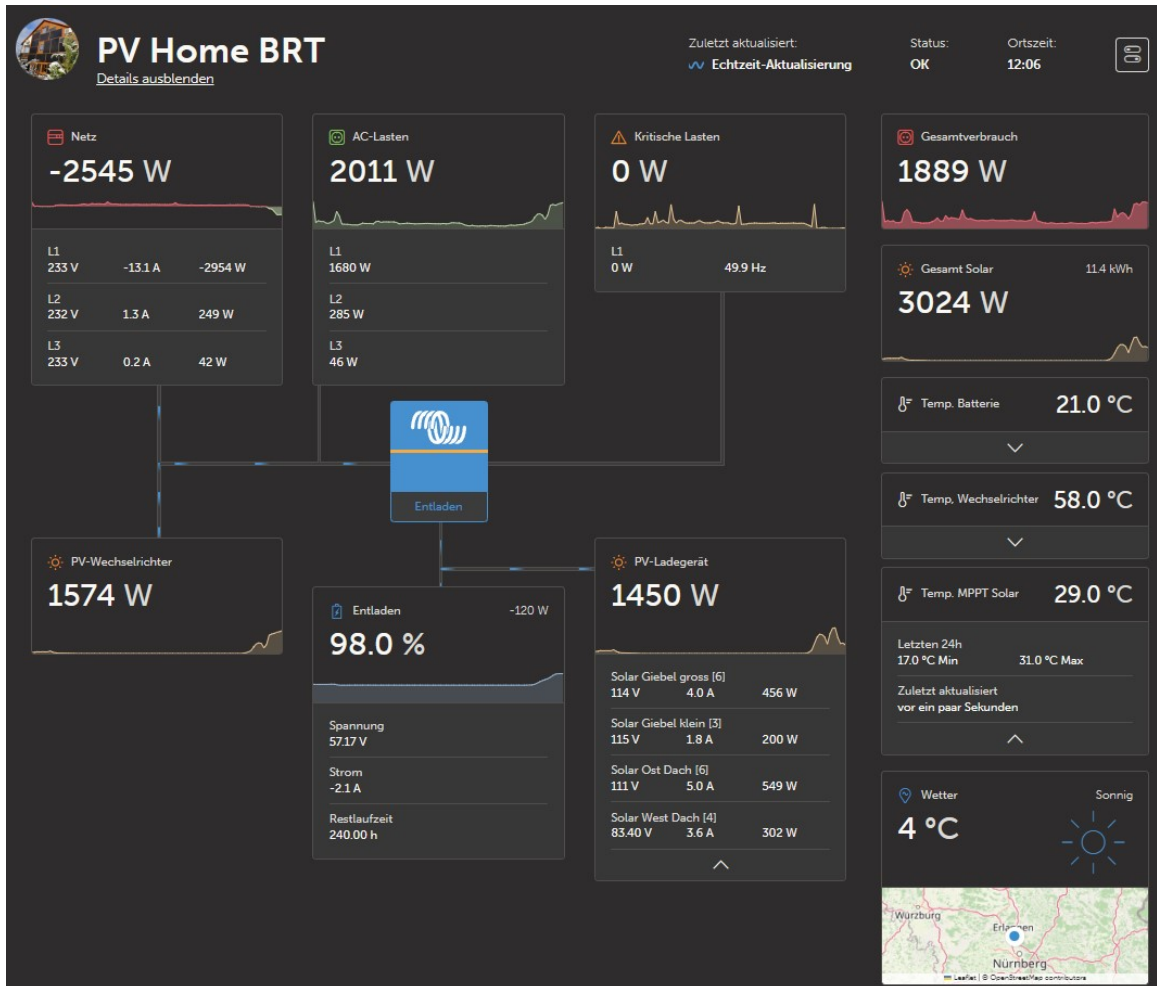 PV Home BRT
Details ausblenden
Zuletzt aktualisiert:
Echtzeit-Aktualisierung
Status:
OK
Ortszeit:
12:06
Netz
-2545 W
L1
233 V -13.1 A -2954 W
L2
232 V 1.3 A 249 W
L3
233 V 0.2 A 42 W
AC-Lasten
2011 W
L1
1680 W
L2
285 W
L3
46 W
Kritische Lasten
0 W
L1
0 W 49.9 Hz
Entladen
PV-Wechselrichter
1574 W
Entladen -120 W
98.0 %
Spannung
57.17 V
Strom
-2.1 A
Restlaufzeit
240.00 h
PV-Ladegerät
1450 W
Solar Giebel gross [6]
114 V 4.0 A 456 W
Solar Giebel klein [3]
115 V 1.8 A 200 W
Solar Ost Dach [6]
111 V 5.0 A 549 W
Solar West Dach [4]
83.40 V 3.6 A 302 W
Gesamtverbrauch
1889 W
Gesamt Solar 11.4 kWh
3024 W
Temp. Batterie 21.0 °C
Temp, Wechselrichter 58.0 °C
Temp. MPPT Solar 29.0 °C
Letzten 24h
17.0 °C Min 31.0 °C Max
Zuletzt aktualisiert
vor ein paar Sekunden
Wetter Sonnig
4 °C
Würzburg
Nürnberg
Leaflet | © OpenStreetMap contributors